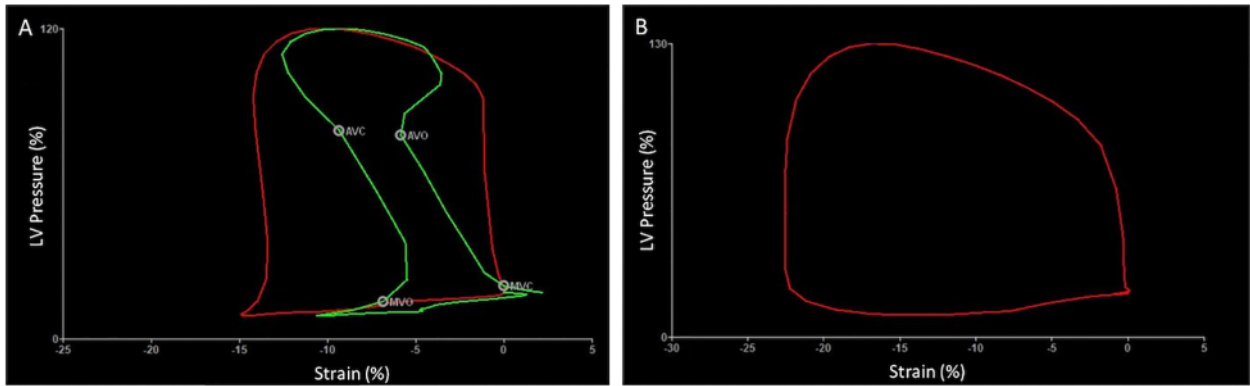 A
120
LV Pressure (%)
AVC
AVO
MVC
MVO
0
-25 -20 -15 -10 -5 0 5
Strain (%)
B
130
LV Pressure (%)
0
-30 -25 -20 -15 -10 -5 0 5
Strain (%)